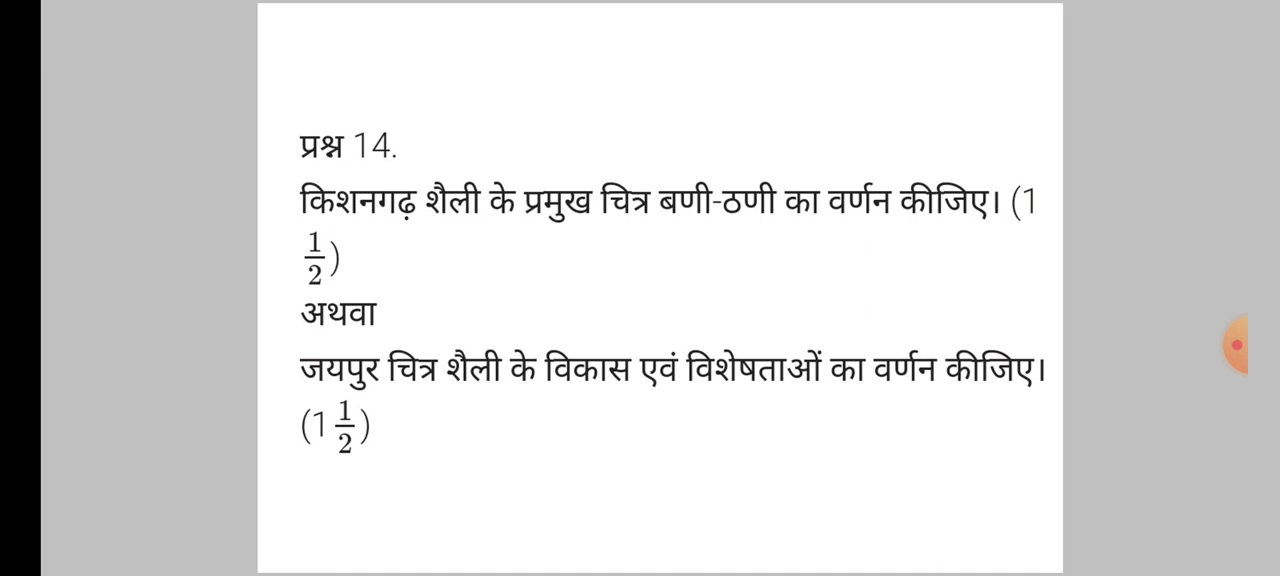 प्रश्न 14.
किशनगढ़ शैली के प्रमुख चित्र बणी-ठणी का वर्णन कीजिए। (1
1/2)
अथवा
जयपुर चित्र शैली के विकास एवं विशेषताओं का वर्णन कीजिए।
(1 1/2)